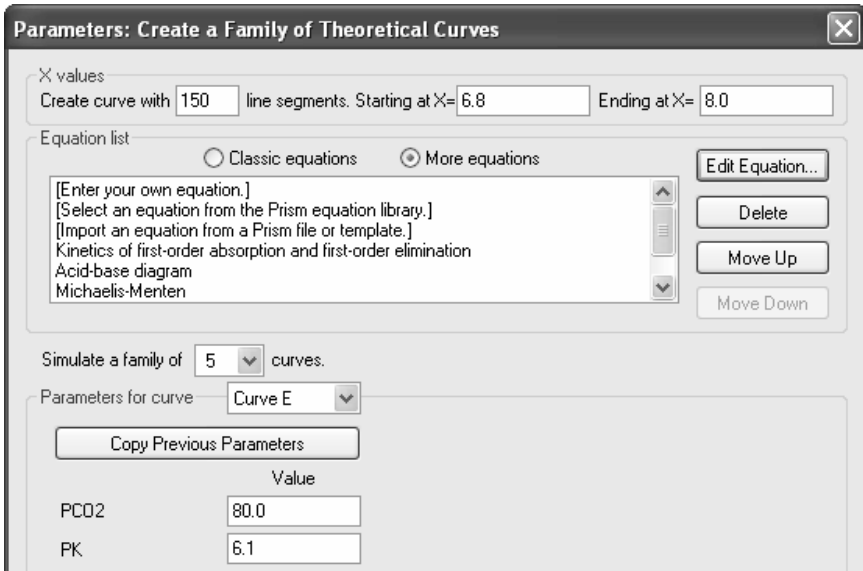 Parameters: Create a Family of Theoretical Curves
X values
Create curve with 150 line segments. Starting at X= 6.8 Ending at X= 8.0
Equation list
Classic equations More equations
[Enter your own equation.]
[Select an equation from the Prism equation library.]
[Import an equation from a Prism file or template.]
Kinetics of first-order absorption and first-order elimination
Acid-base diagram
Michaelis-Menten
Edit Equation...
Delete
Move Up
Move Down
Simulate a family of 5 curves.
Parameters for curve Curve E
Copy Previous Parameters
Value
PCO2 80.0
PK 6.1